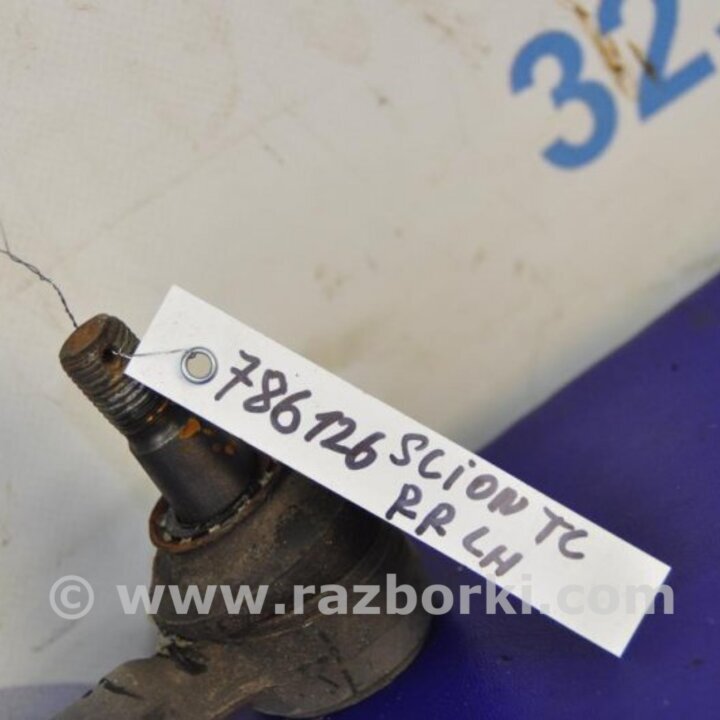 32
786126 SCION TC
RR LH
© www.razborki.com